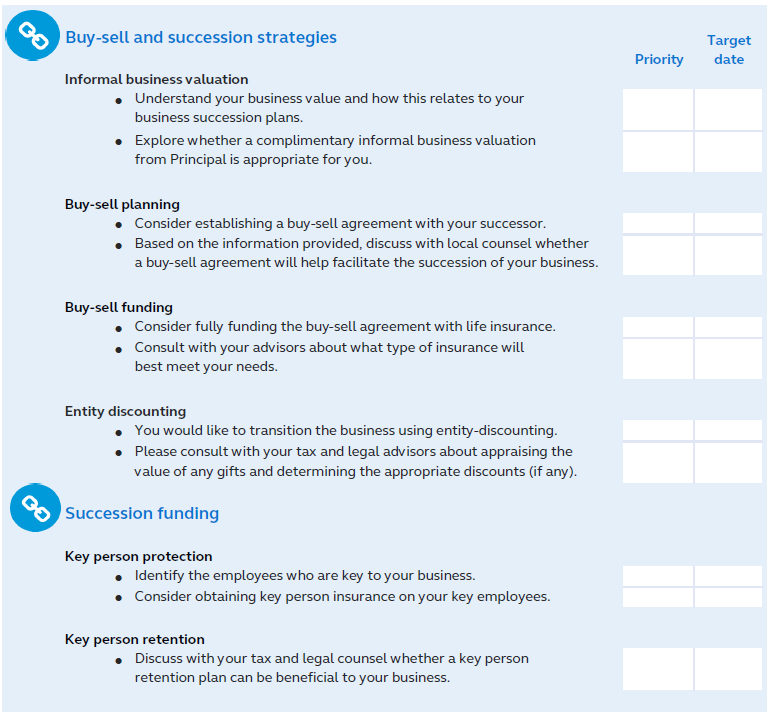 Buy-sell and succession strategies
Priority
Target
date
Informal business valuation
● Understand your business value and how this relates to your
business succession plans.
● Explore whether a complimentary informal business valuation
from Principal is appropriate for you.
Buy-sell planning
● Consider establishing a buy-sell agreement with your successor.
● Based on the information provided, discuss with local counsel whether
a buy-sell agreement will help facilitate the succession of your business.
Buy-sell funding
● Consider fully funding the buy-sell agreement with life insurance.
● Consult with your advisors about what type of insurance will
best meet your needs.
Entity discounting
● You would like to transition the business using entity-discounting.
● Please consult with your tax and legal advisors about appraising the
value of any gifts and determining the appropriate discounts (if any).
Succession funding
Key person protection
● Identify the employees who are key to your business.
● Consider obtaining key person insurance on your key employees.
Key person retention
● Discuss with your tax and legal counsel whether a key person
retention plan can be beneficial to your business.